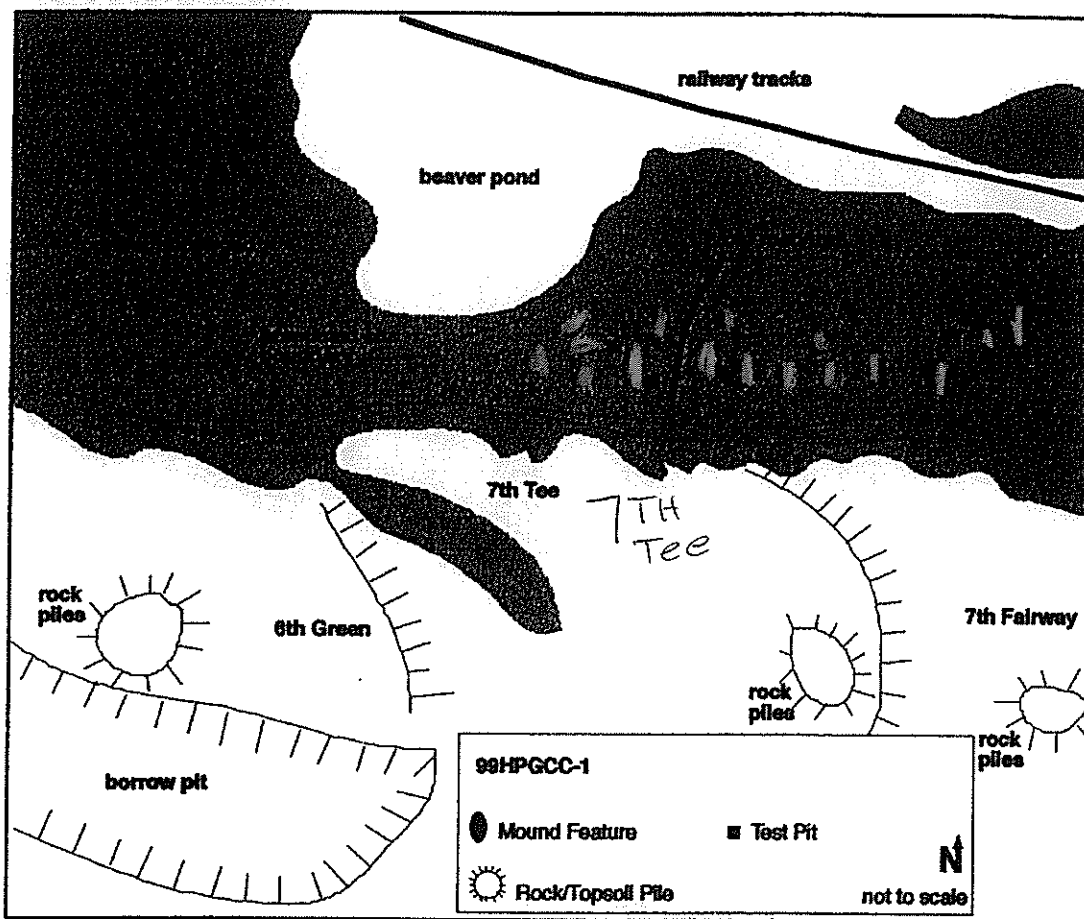 railway tracks
beaver pond
7th Tee
7TH
Tee
rock
piles
6th Green
7th Fairway
rock
piles
rock
piles
borrow pit
99HPGCC-1
Mound Feature
Test Pit
Rock/Topsoil Pile
N
not to scale